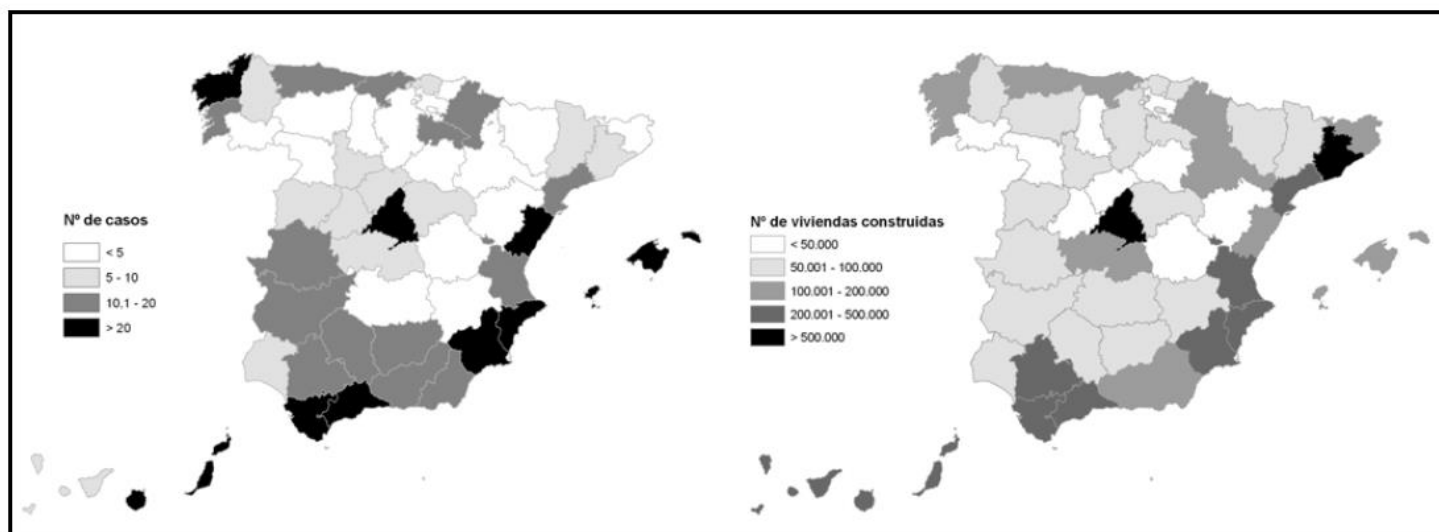 Nº de casos
< 5
5 - 10
10,1 - 20
> 20
Nº de viviendas construidas
< 50.000
50.001 - 100.000
100.001 - 200.000
200.001 - 500.000
> 500.000